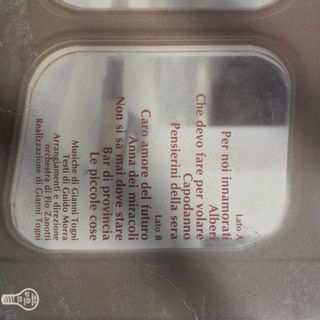 Lato A
Per noi innamorati
Alberi
Che devo fare per volare
Capodanno
Pensierini della sera
Lato B
Caro amore del futuro
Anna dei miracoli
Non si sa mai dove stare
Bar di provincia
Le piccole cose
Musiche di Gianni Togni
Testi di Guido Morra
Arrangiamenti e direzione
orchestra di Fio Zanotti
Realizzazione di Gianni Togni